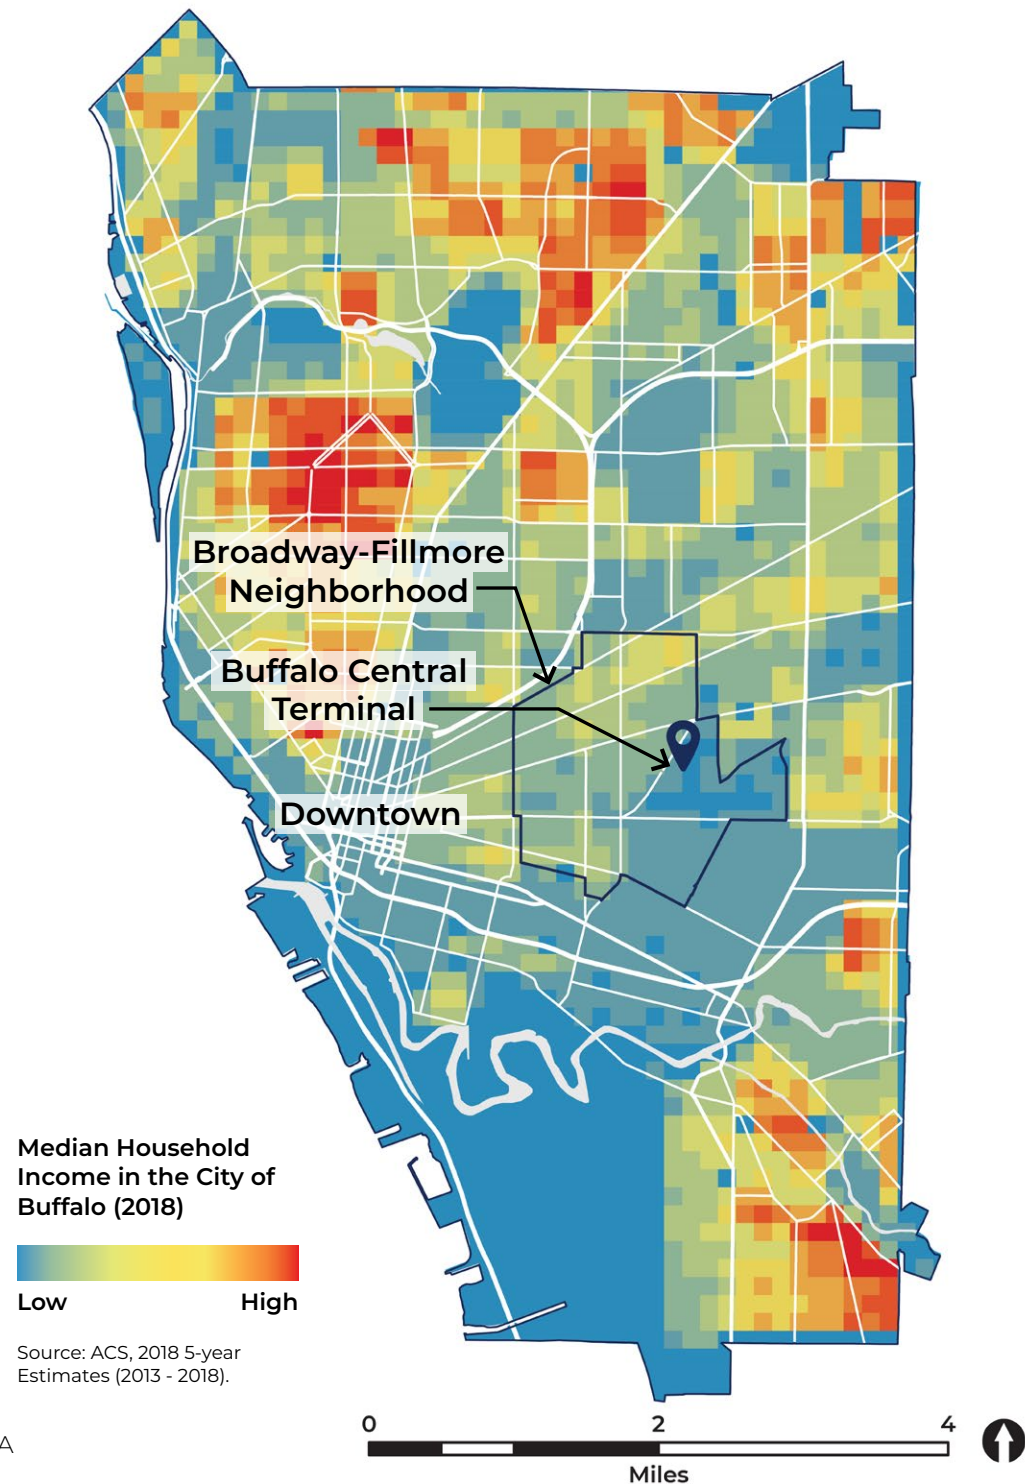 Broadway-Fillmore
Neighborhood
Buffalo Central
Terminal
Downtown
Median Household
Income in the City of
Buffalo (2018)
Low High
Source: ACS, 2018 5-year
Estimates (2013 - 2018).
A
0 2 4
Miles